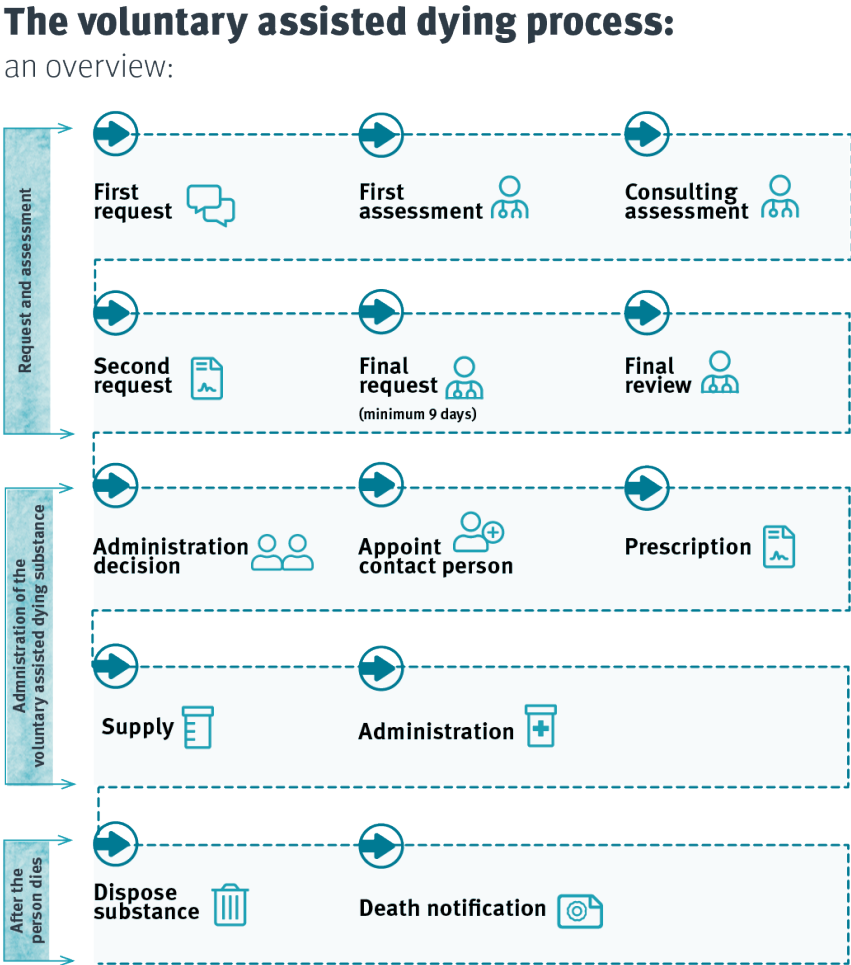 The voluntary assisted dying process:
an overview:
Request and assessment
First
request
First
assessment
Consulting
assessment
Second
request
Final
request
(minimum 9 days)
Final
review
Admnistration of the
voluntary assisted dying substance
Administration
decision
Appoint
contact person
Prescription
Supply
Administration
After the
person dies
Dispose
substance
Death notification